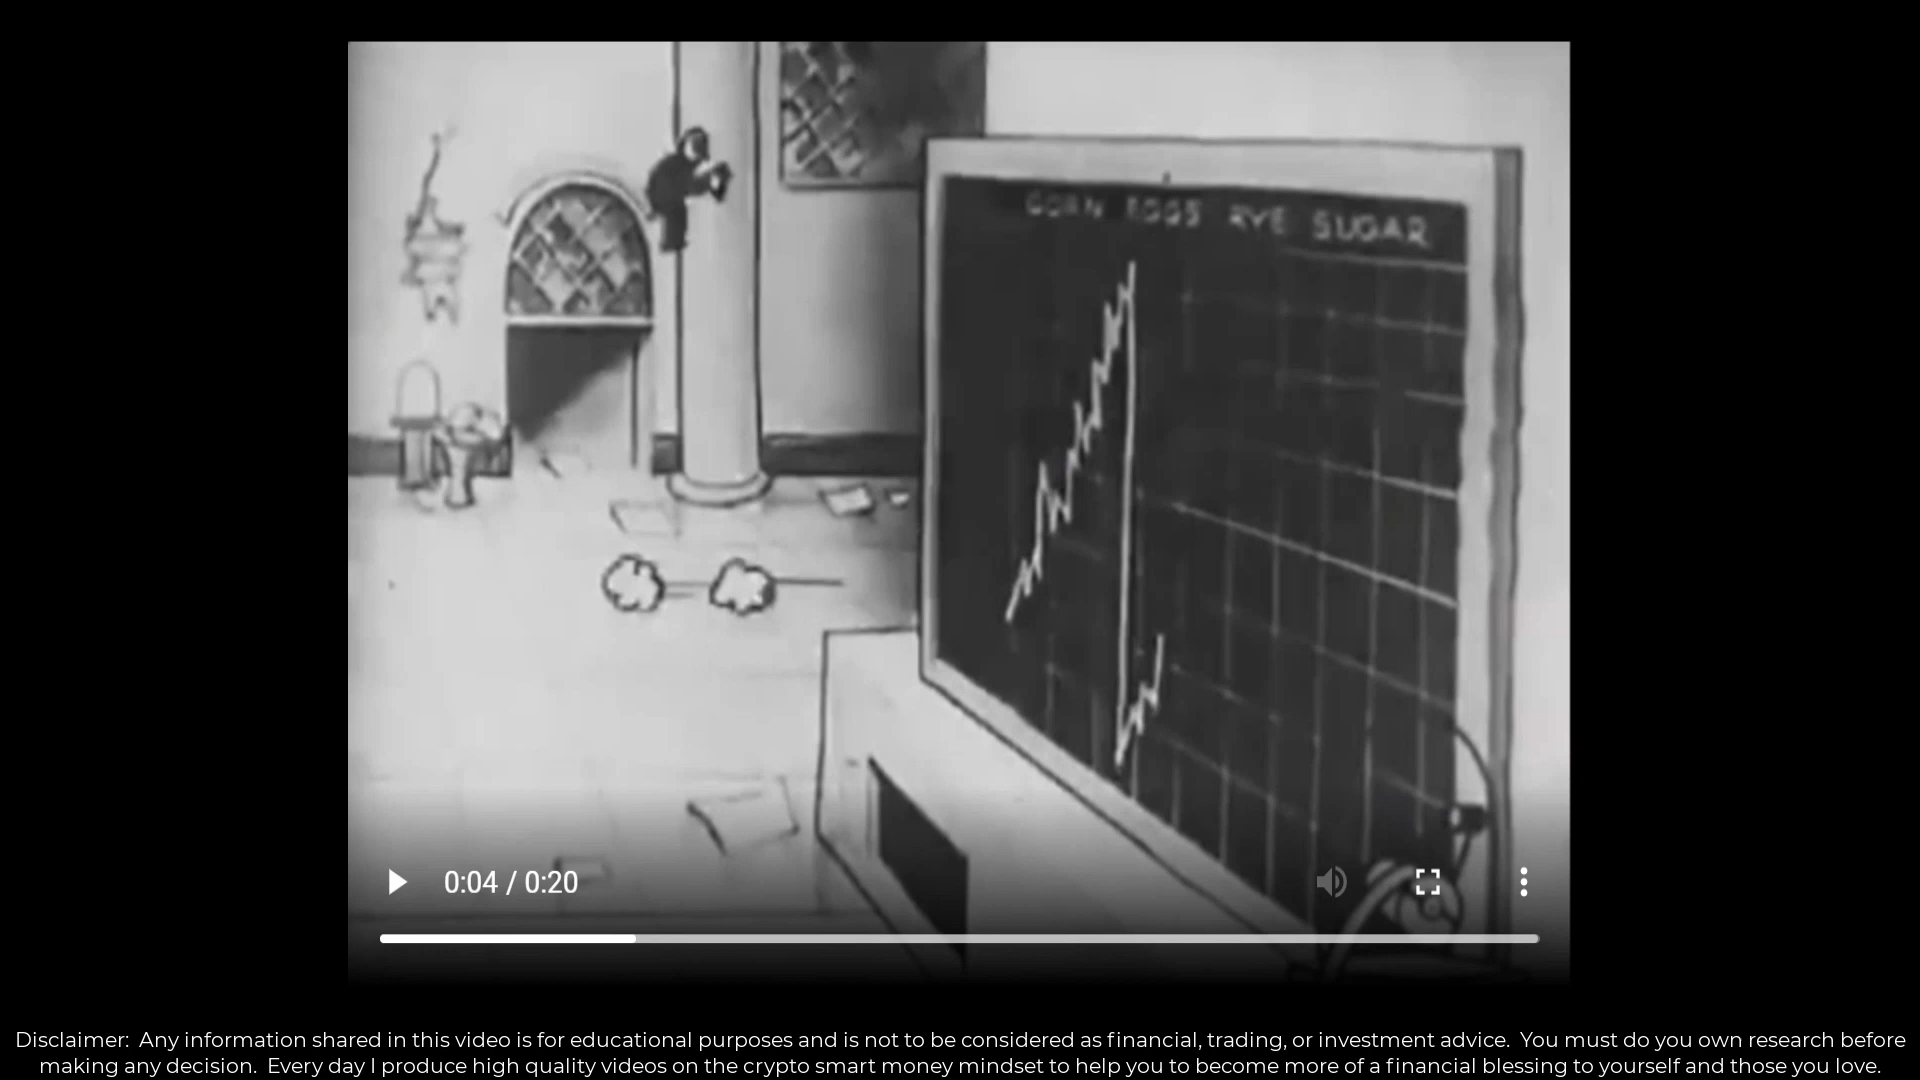 CORN EGGS RYE SUGAR
0:04 / 0:20
Disclaimer:  Any information shared in this video is for educational purposes and is not to be considered as financial, trading, or investment advice.  You must do you own research before
making any decision.  Every day I produce high quality videos on the crypto smart money mindset to help you to become more of a financial blessing to yourself and those you love.